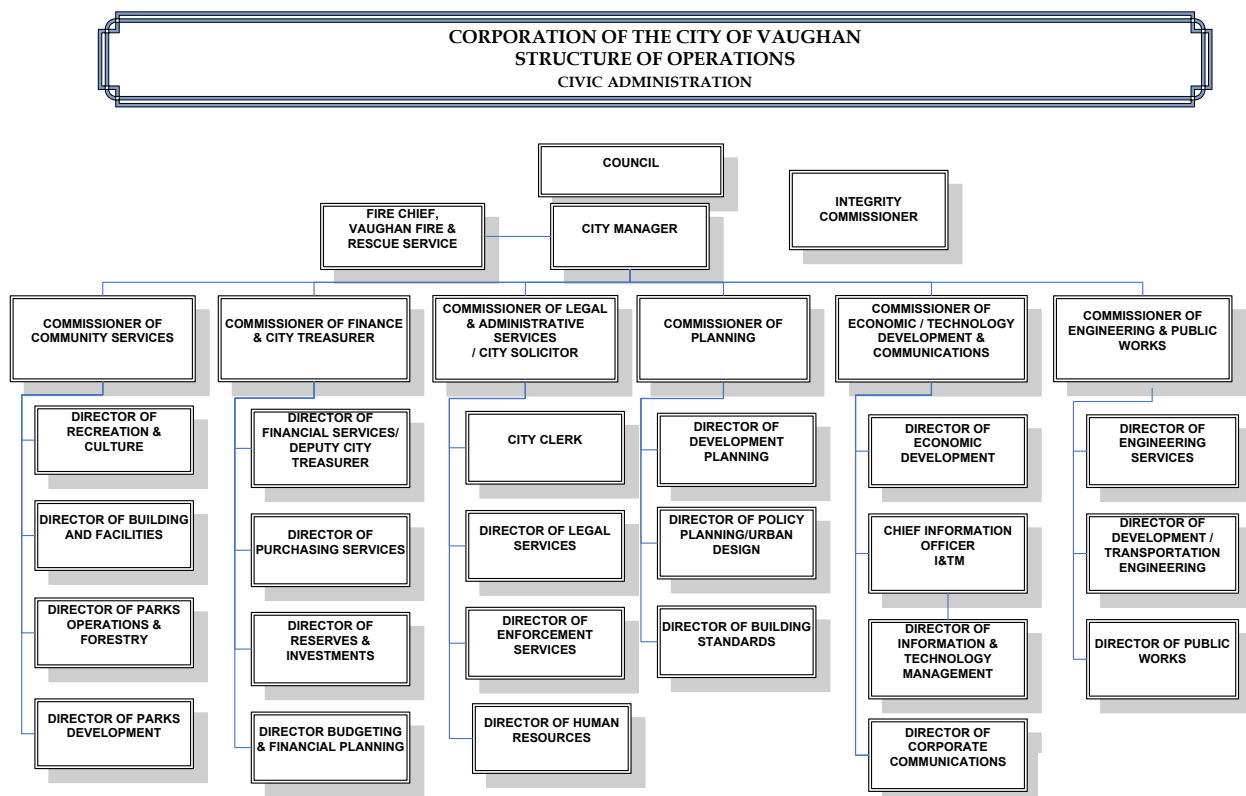 CORPORATION OF THE CITY OF VAUGHAN
STRUCTURE OF OPERATIONS
CIVIC ADMINISTRATION
COUNCIL
INTEGRITY
COMMISSIONER
FIRE CHIEF,
VAUGHAN FIRE &
RESCUE SERVICE
CITY MANAGER
COMMISSIONER OF
COMMUNITY SERVICES
COMMISSIONER OF FINANCE
& CITY TREASURER
COMMISSIONER OF LEGAL
& ADMINISTRATIVE
SERVICES
/ CITY SOLICITOR
COMMISSIONER OF
PLANNING
COMMISSIONER OF
ECONOMIC / TECHNOLOGY
DEVELOPMENT &
COMMUNICATIONS
COMMISSIONER OF
ENGINEERING & PUBLIC
WORKS
DIRECTOR OF
RECREATION &
CULTURE
DIRECTOR OF BUILDING
AND FACILITIES
DIRECTOR OF PARKS
OPERATIONS &
FORESTRY
DIRECTOR OF PARKS
DEVELOPMENT
DIRECTOR OF
FINANCIAL SERVICES/
DEPUTY CITY
TREASURER
DIRECTOR OF
PURCHASING SERVICES
DIRECTOR OF
RESERVES &
INVESTMENTS
DIRECTOR BUDGETING
& FINANCIAL PLANNING
CITY CLERK
DIRECTOR OF LEGAL
SERVICES
DIRECTOR OF
ENFORCEMENT
SERVICES
DIRECTOR OF HUMAN
RESOURCES
DIRECTOR OF
DEVELOPMENT
PLANNING
DIRECTOR OF POLICY
PLANNING/URBAN
DESIGN
DIRECTOR OF BUILDING
STANDARDS
DIRECTOR OF
ECONOMIC
DEVELOPMENT
CHIEF INFORMATION
OFFICER
I&TM
DIRECTOR OF
INFORMATION &
TECHNOLOGY
MANAGEMENT
DIRECTOR OF
CORPORATE
COMMUNICATIONS
DIRECTOR OF
ENGINEERING
SERVICES
DIRECTOR OF
DEVELOPMENT /
TRANSPORTATION
ENGINEERING
DIRECTOR OF PUBLIC
WORKS